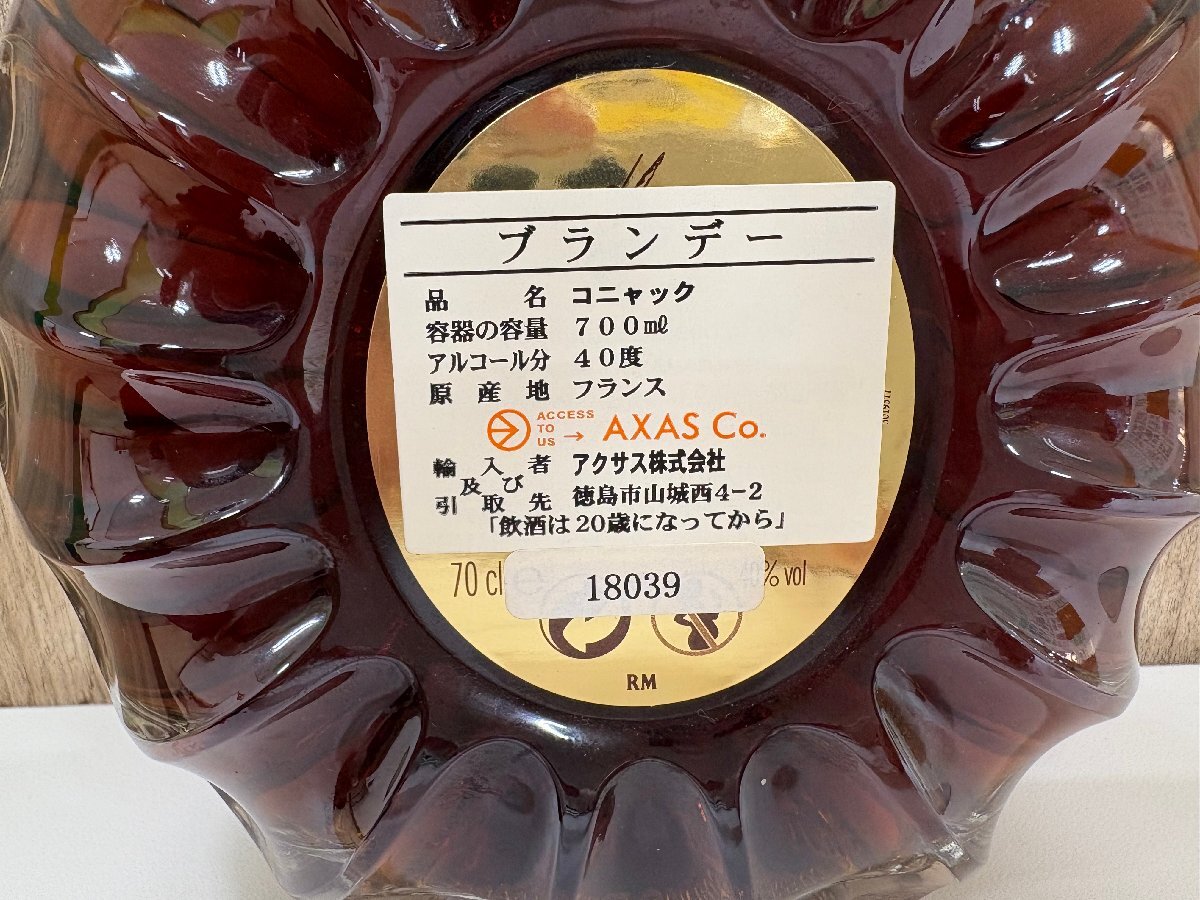 ブランデー
品名 コニャック
容器の容量 700㎖
アルコール分 40度
原産地 フランス
ACCESS
TO
US → AXAS Co.
輸入者 アクサス株式会社
及び
引取先 徳島市山城西4-2
「飲酒は20歳になってから」
70 cl
% vol
18039
RM